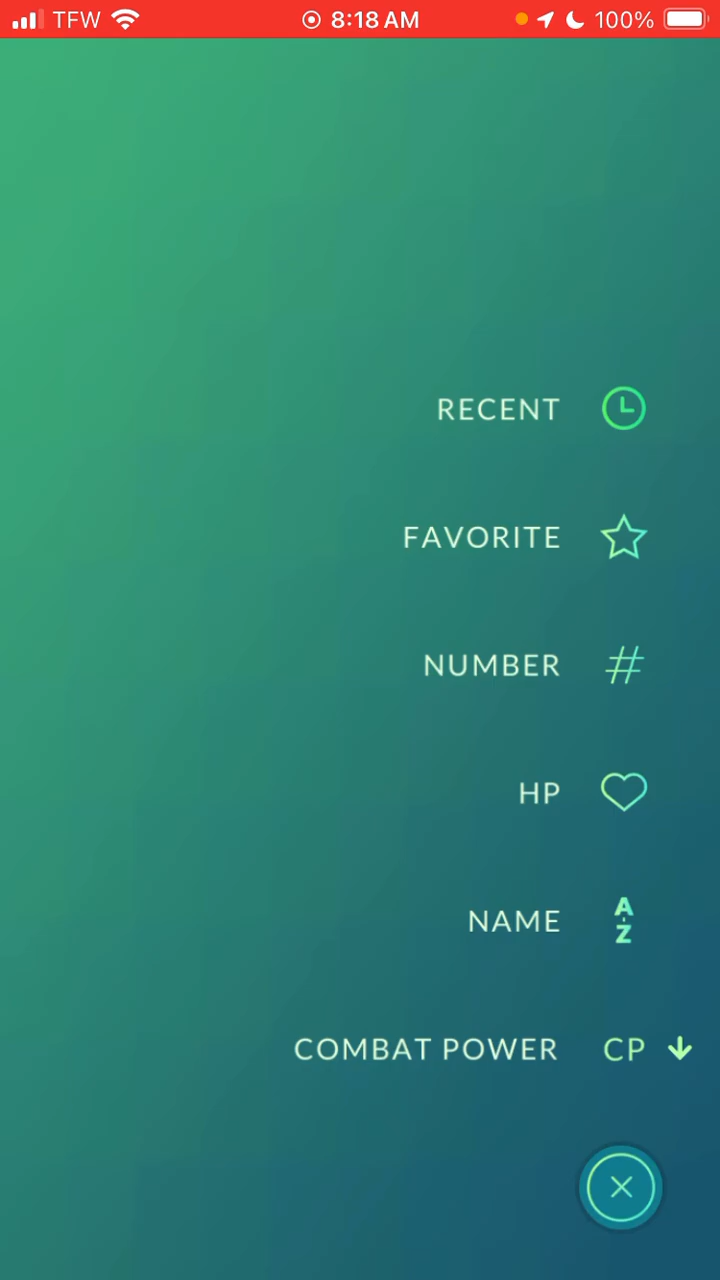 TFW 8:18 AM 100%
RECENT
FAVORITE
NUMBER #
HP
NAME A-Z
COMBAT POWER CP